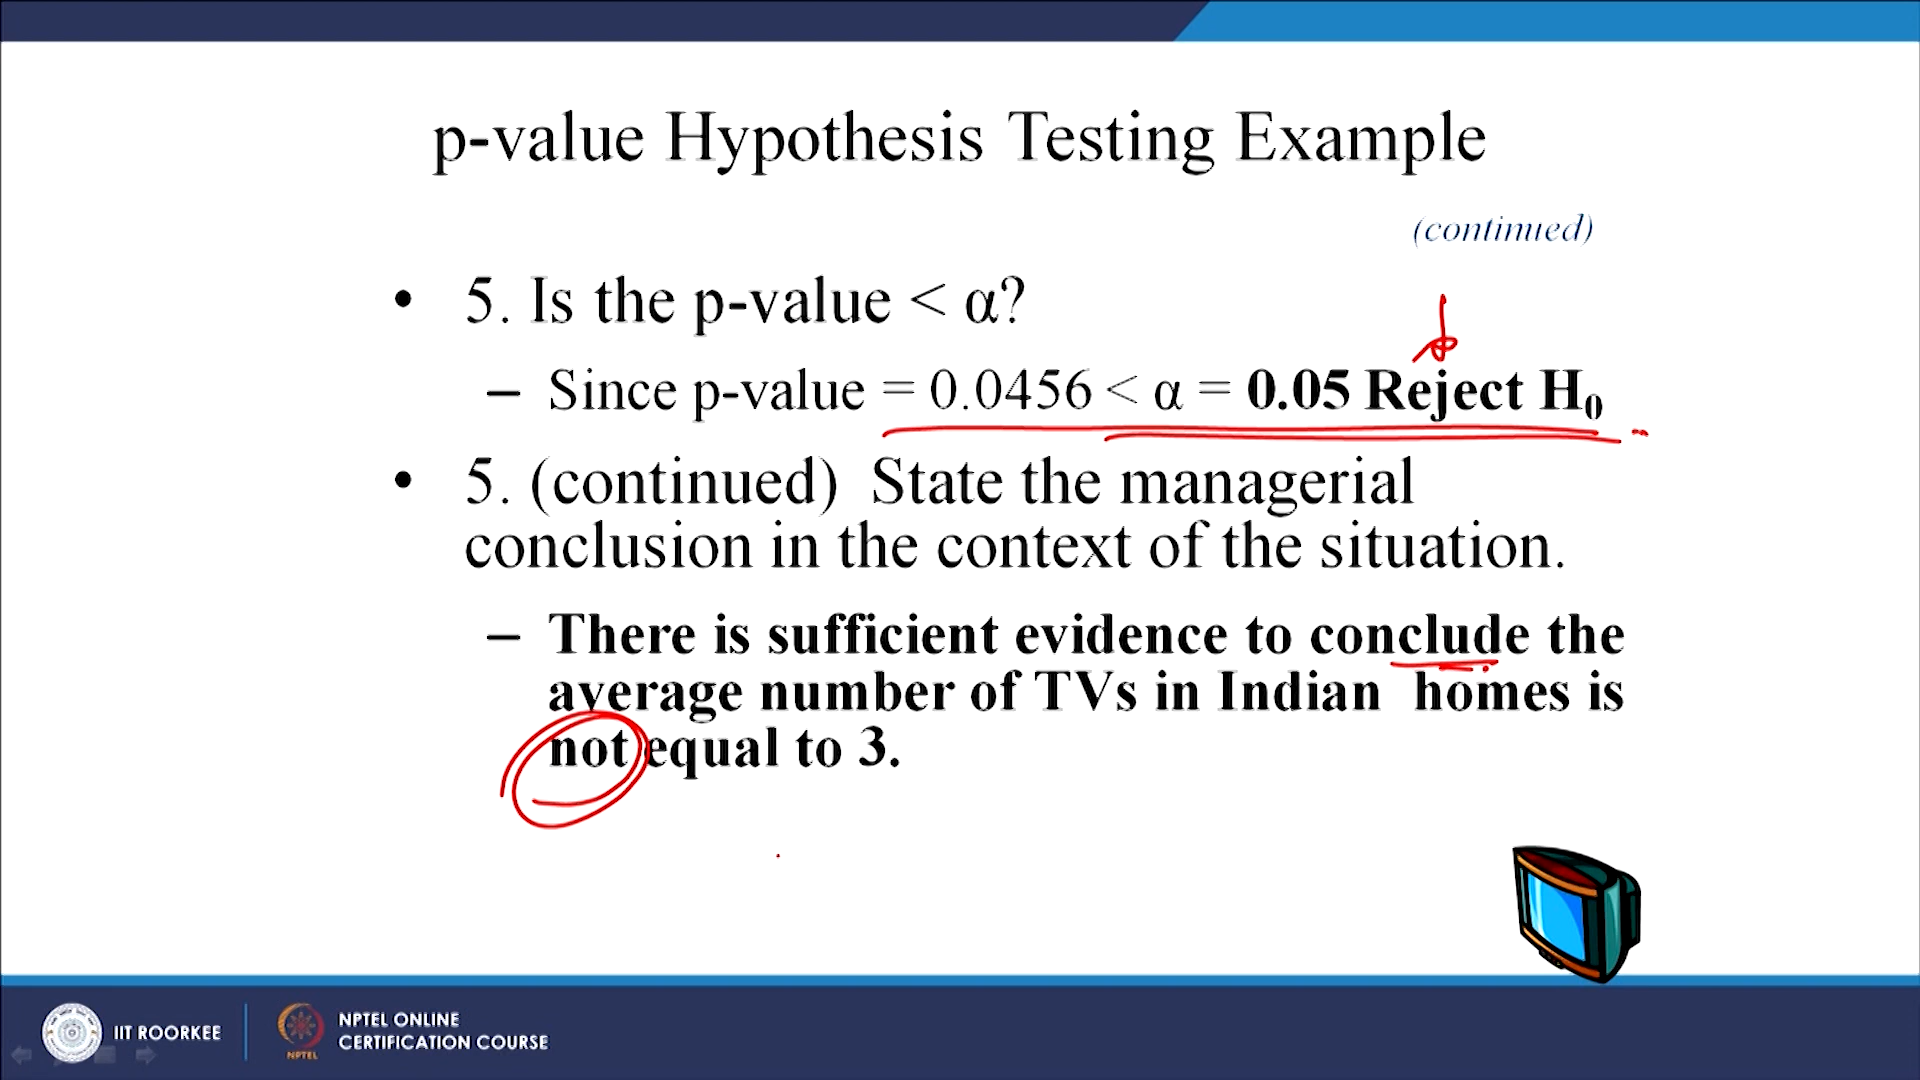 p-value Hypothesis Testing Example
(continued)
• 5. Is the p-value < α?
– Since p-value = 0.0456 < α = 0.05 Reject H₀
• 5. (continued) State the managerial
conclusion in the context of the situation.
– There is sufficient evidence to conclude the
average number of TVs in Indian homes is
not equal to 3.
IIT ROORKEE
NPTEL
NPTEL ONLINE
CERTIFICATION COURSE